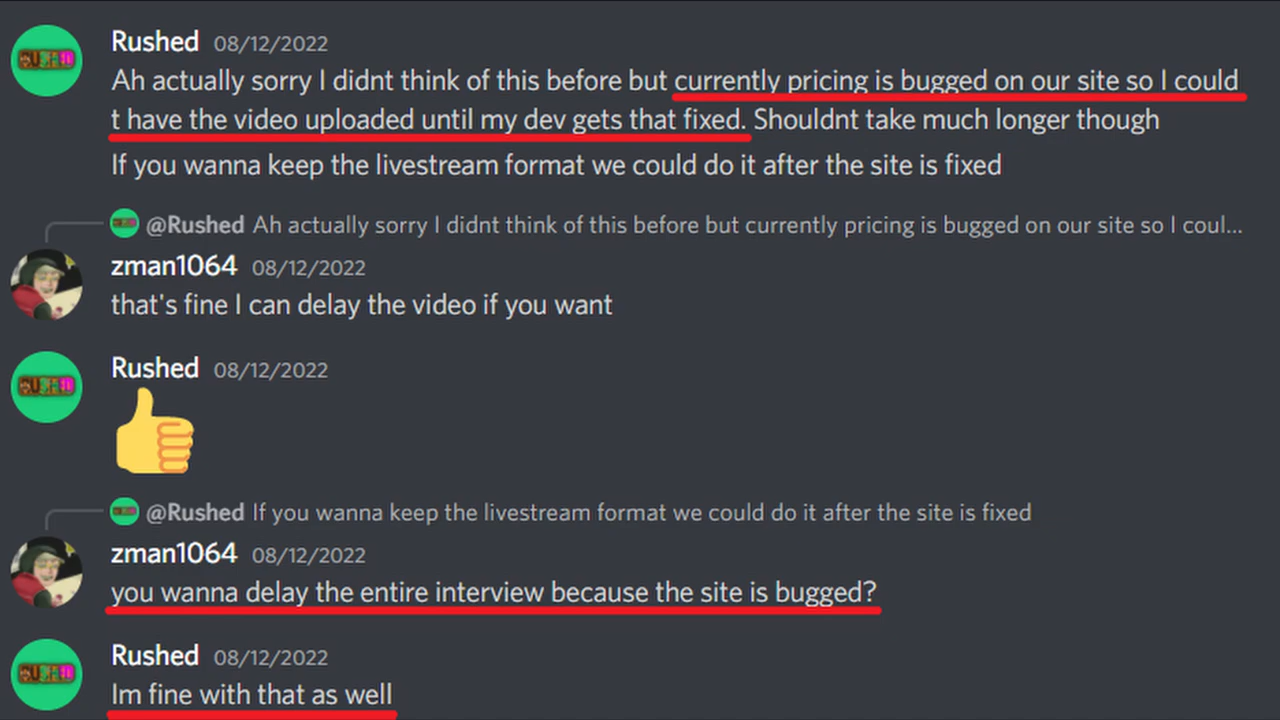 Rushed 08/12/2022
Ah actually sorry I didnt think of this before but currently pricing is bugged on our site so I could
t have the video uploaded until my dev gets that fixed. Shouldnt take much longer though
If you wanna keep the livestream format we could do it after the site is fixed
@Rushed Ah actually sorry I didnt think of this before but currently pricing is bugged on our site so I coul...
zman1064 08/12/2022
that's fine I can delay the video if you want
Rushed 08/12/2022
@Rushed If you wanna keep the livestream format we could do it after the site is fixed
zman1064 08/12/2022
you wanna delay the entire interview because the site is bugged?
Rushed 08/12/2022
Im fine with that as well